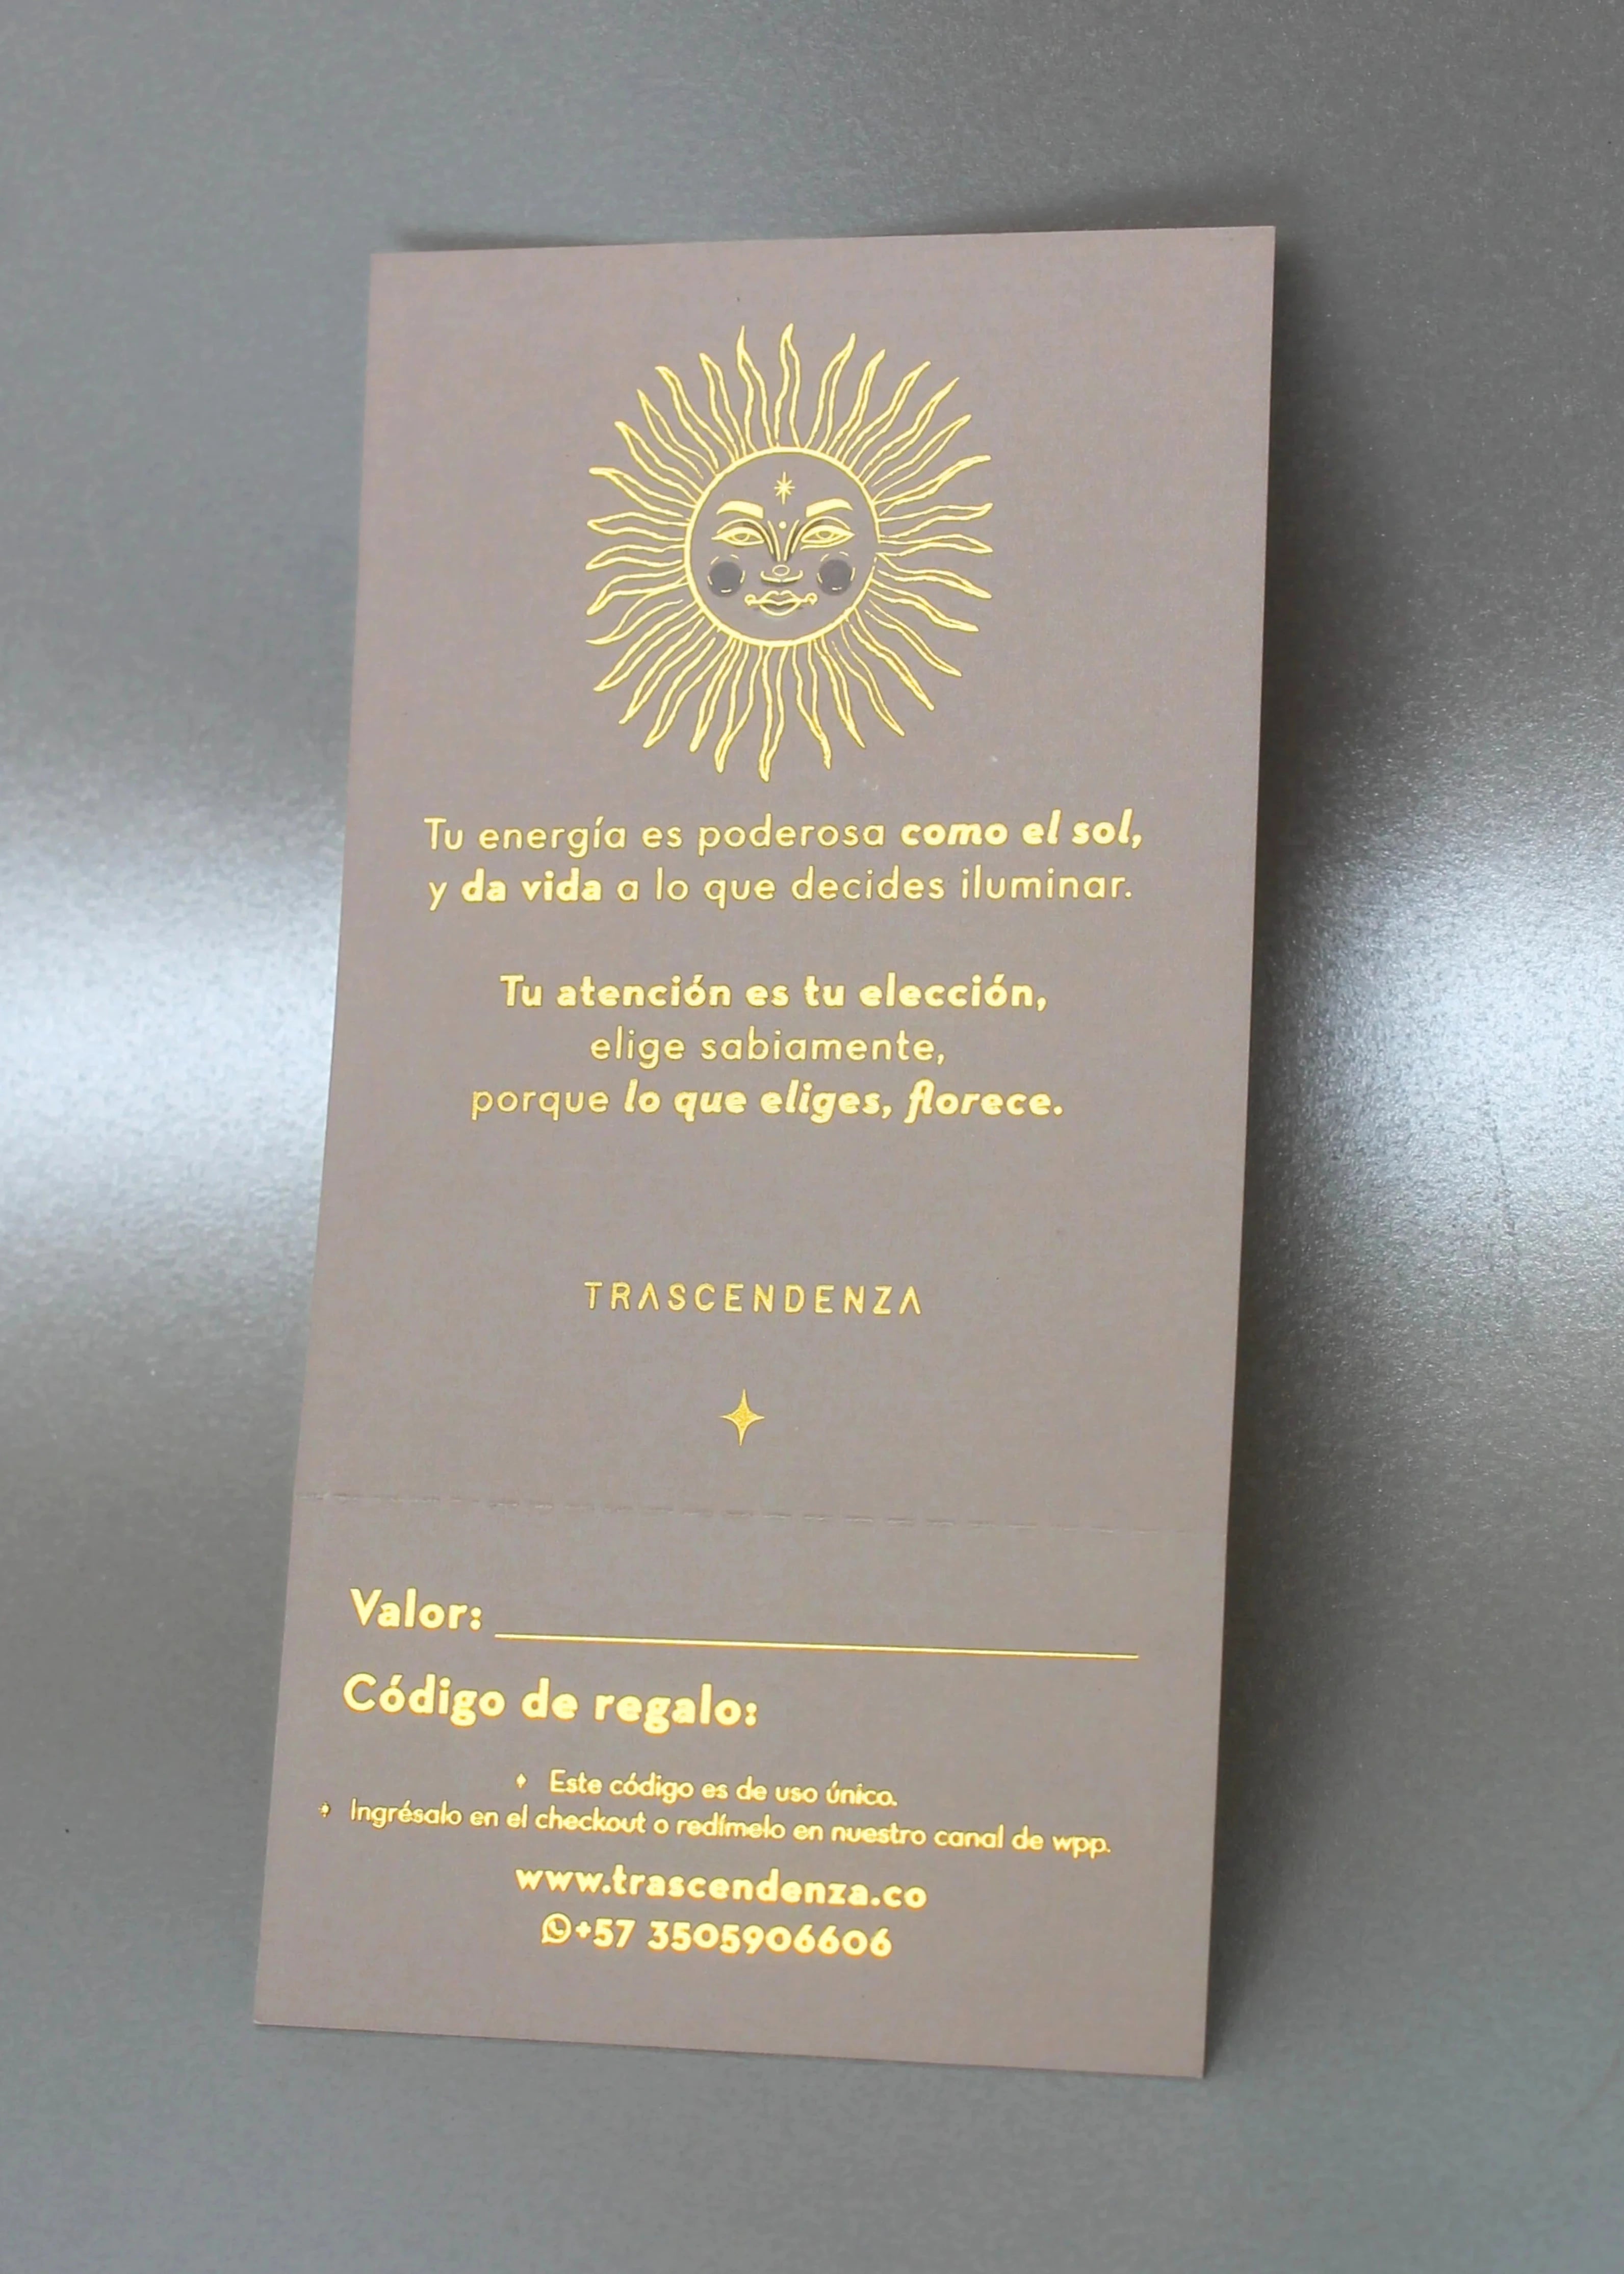 Tu energía es poderosa como el sol,
y da vida a lo que decides iluminar.
Tu atención es tu elección,
elige sabiamente,
porque lo que eliges, florece.
TRASCENDENZA
Valor:
Código de regalo:
Este código es de uso único.
Ingrésalo en el checkout o redímelo en nuestro canal de wpp.
www.trascendenza.co
+57 3505906606